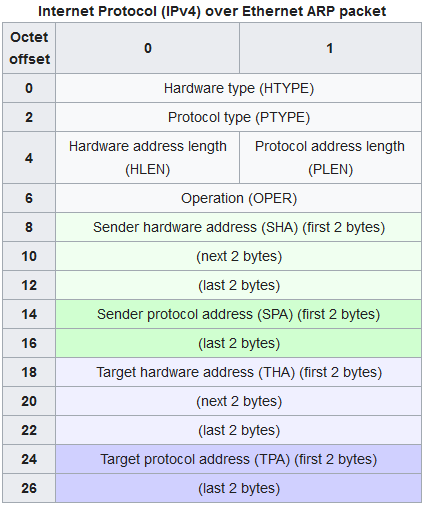 Internet Protocol (IPv4) over Ethernet ARP packet
Octet offset 0 1
0 Hardware type (HTYPE)
2 Protocol type (PTYPE)
4 Hardware address length (HLEN) Protocol address length (PLEN)
6 Operation (OPER)
8 Sender hardware address (SHA) (first 2 bytes)
10 (next 2 bytes)
12 (last 2 bytes)
14 Sender protocol address (SPA) (first 2 bytes)
16 (last 2 bytes)
18 Target hardware address (THA) (first 2 bytes)
20 (next 2 bytes)
22 (last 2 bytes)
24 Target protocol address (TPA) (first 2 bytes)
26 (last 2 bytes)